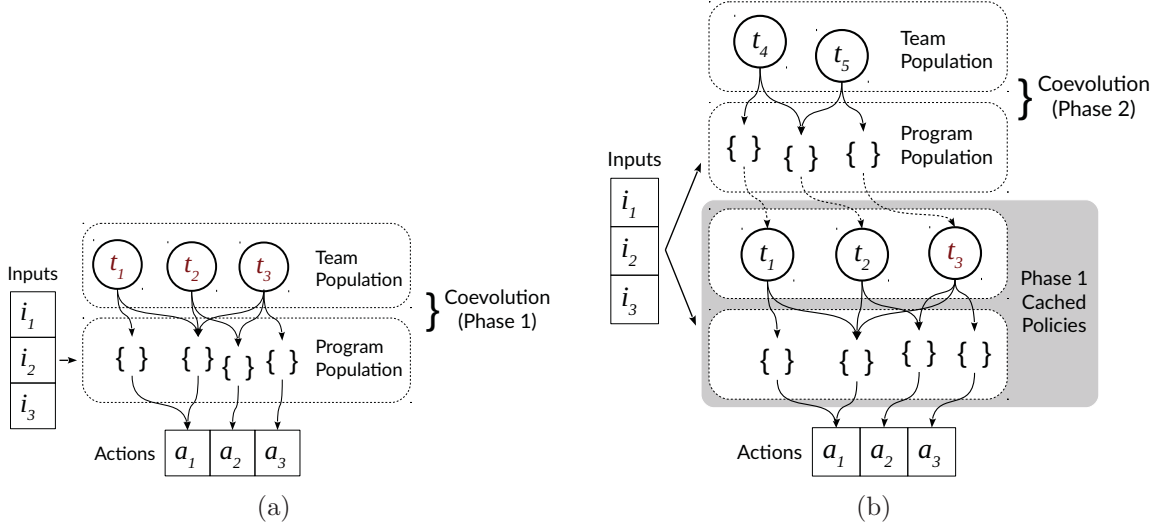 t1 t2 t3
Team
Population
Inputs
i1
i2
i3
{ } { } { } { }
Program
Population
} Coevolution
(Phase 1)
Actions
a1 a2 a3
(a)
t4 t5
Team
Population
} Coevolution
(Phase 2)
{ } { } { }
Program
Population
Inputs
i1
i2
i3
t1 t2 t3
Phase 1
Cached
Policies
{ } { } { } { }
Actions
a1 a2 a3
(b)